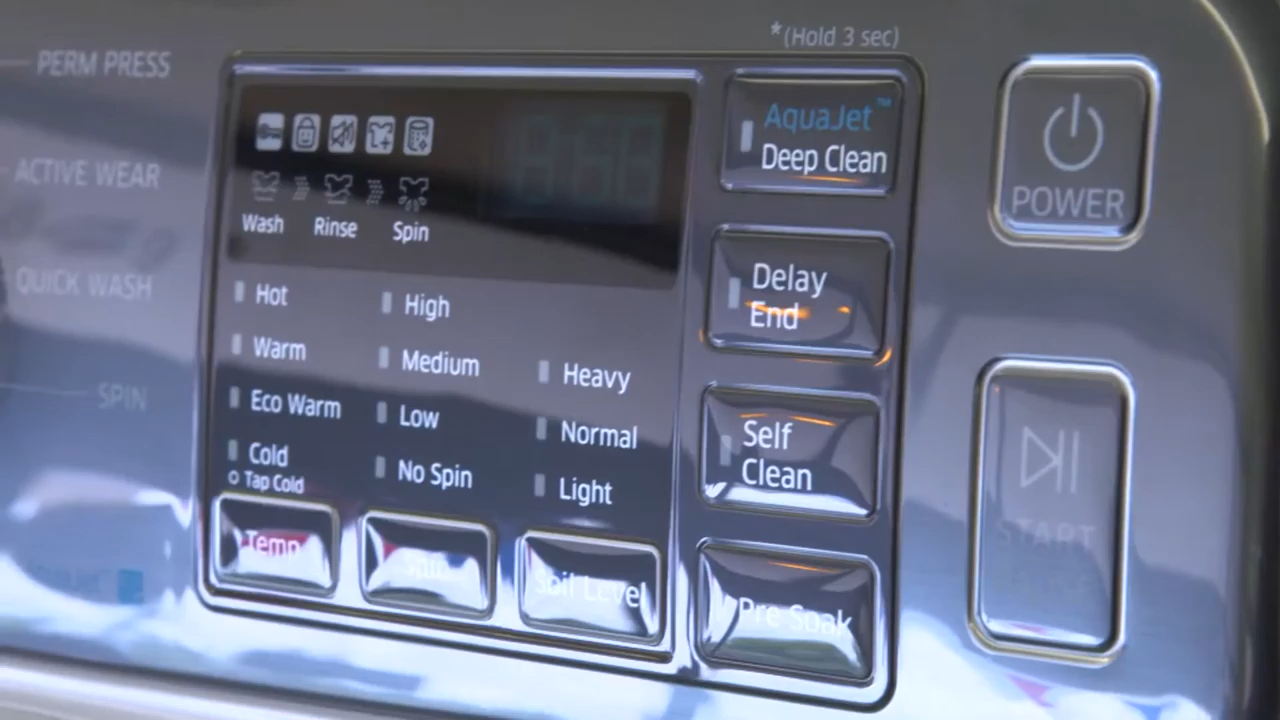 *(Hold 3 sec)
PERM PRESS
ACTIVE WEAR
QUICK WASH
SPIN
Wash Rinse Spin
Hot
Warm
Eco Warm
Cold
Tap Cold
Temp
High
Medium
Low
No Spin
Spin
Heavy
Normal
Light
Soil Level
AquaJet™
Deep Clean
Delay
End
Self
Clean
Pre Soak
POWER
START